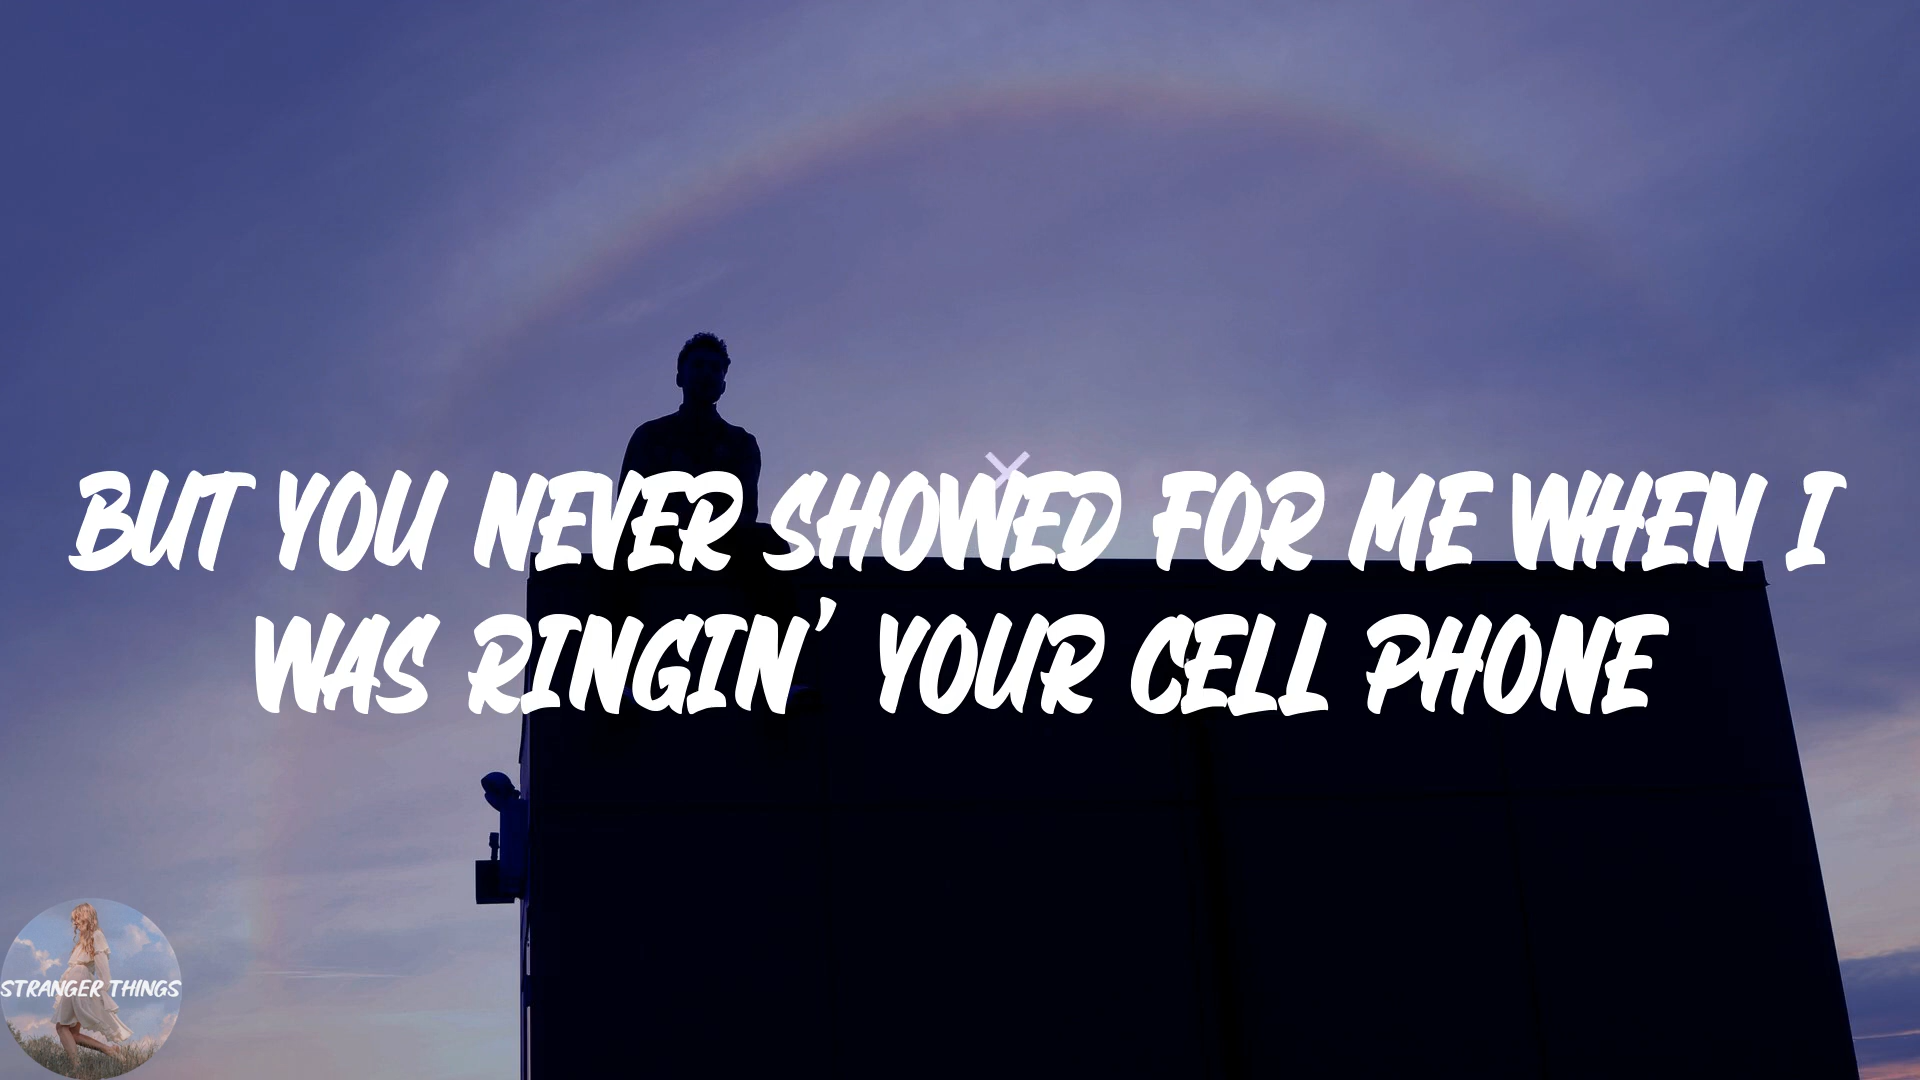 BUT YOU NEVER SHOWED FOR ME WHEN I
WAS RINGIN' YOUR CELL PHONE
STRANGER THINGS